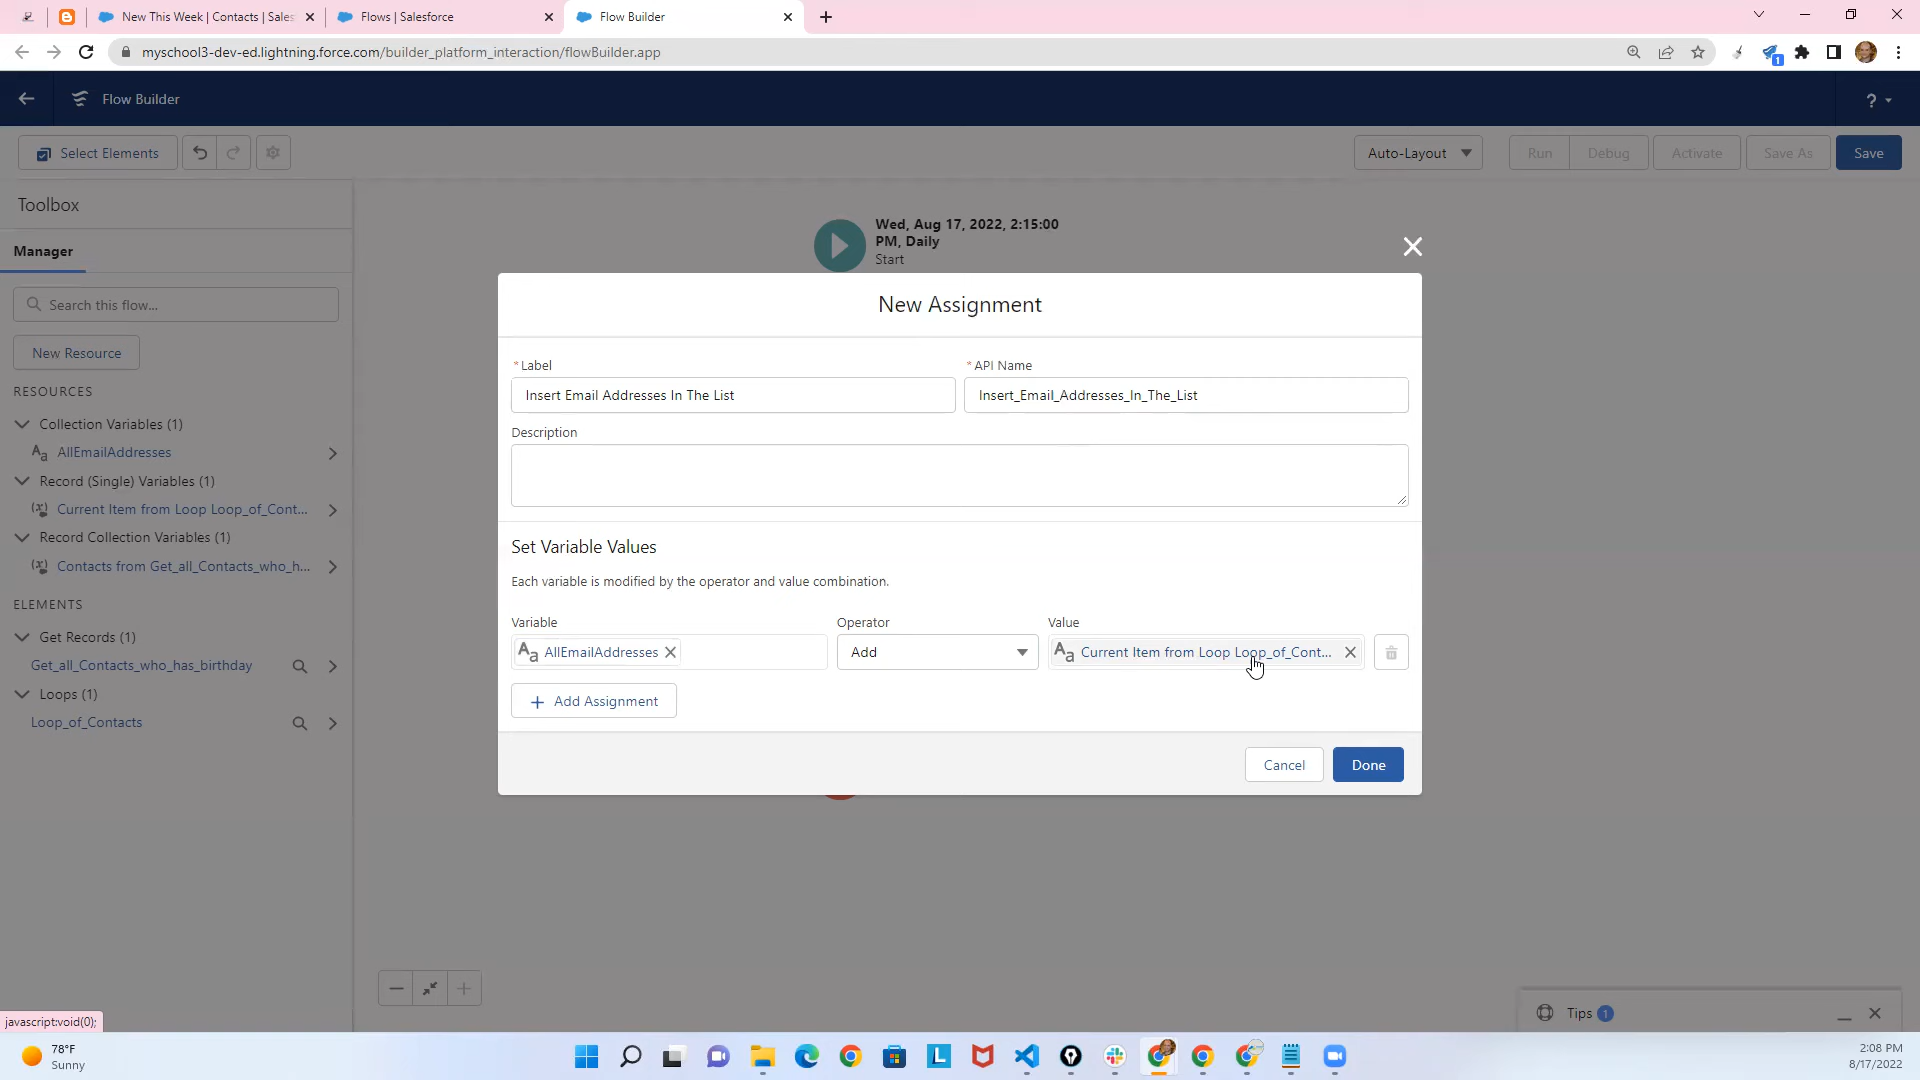 New This Week | Contacts | Sales
Flows | Salesforce
Flow Builder
myschool3-dev-ed.lightning.force.com/builder_platform_interaction/flowBuilder.app
1
Flow Builder
?
Select Elements
Auto-Layout
Run
Debug
Activate
Save As
Save
Toolbox
Manager
Search this flow...
New Resource
RESOURCES
Collection Variables (1)
AllEmailAddresses
Record (Single) Variables (1)
Current Item from Loop Loop_of_Cont...
Record Collection Variables (1)
Contacts from Get_all_Contacts_who_h...
ELEMENTS
Get Records (1)
Get_all_Contacts_who_has_birthday
Loops (1)
Loop_of_Contacts
Wed, Aug 17, 2022, 2:15:00
PM, Daily
Start
New Assignment
*Label
*API Name
Insert Email Addresses In The List
Insert_Email_Addresses_In_The_List
Description
Set Variable Values
Each variable is modified by the operator and value combination.
Variable
Operator
Value
AllEmailAddresses
Add
Current Item from Loop Loop_of_Cont...
Add Assignment
Cancel
Done
Tips 1
javascript:void(0);
78°F
Sunny
2:08 PM
8/17/2022